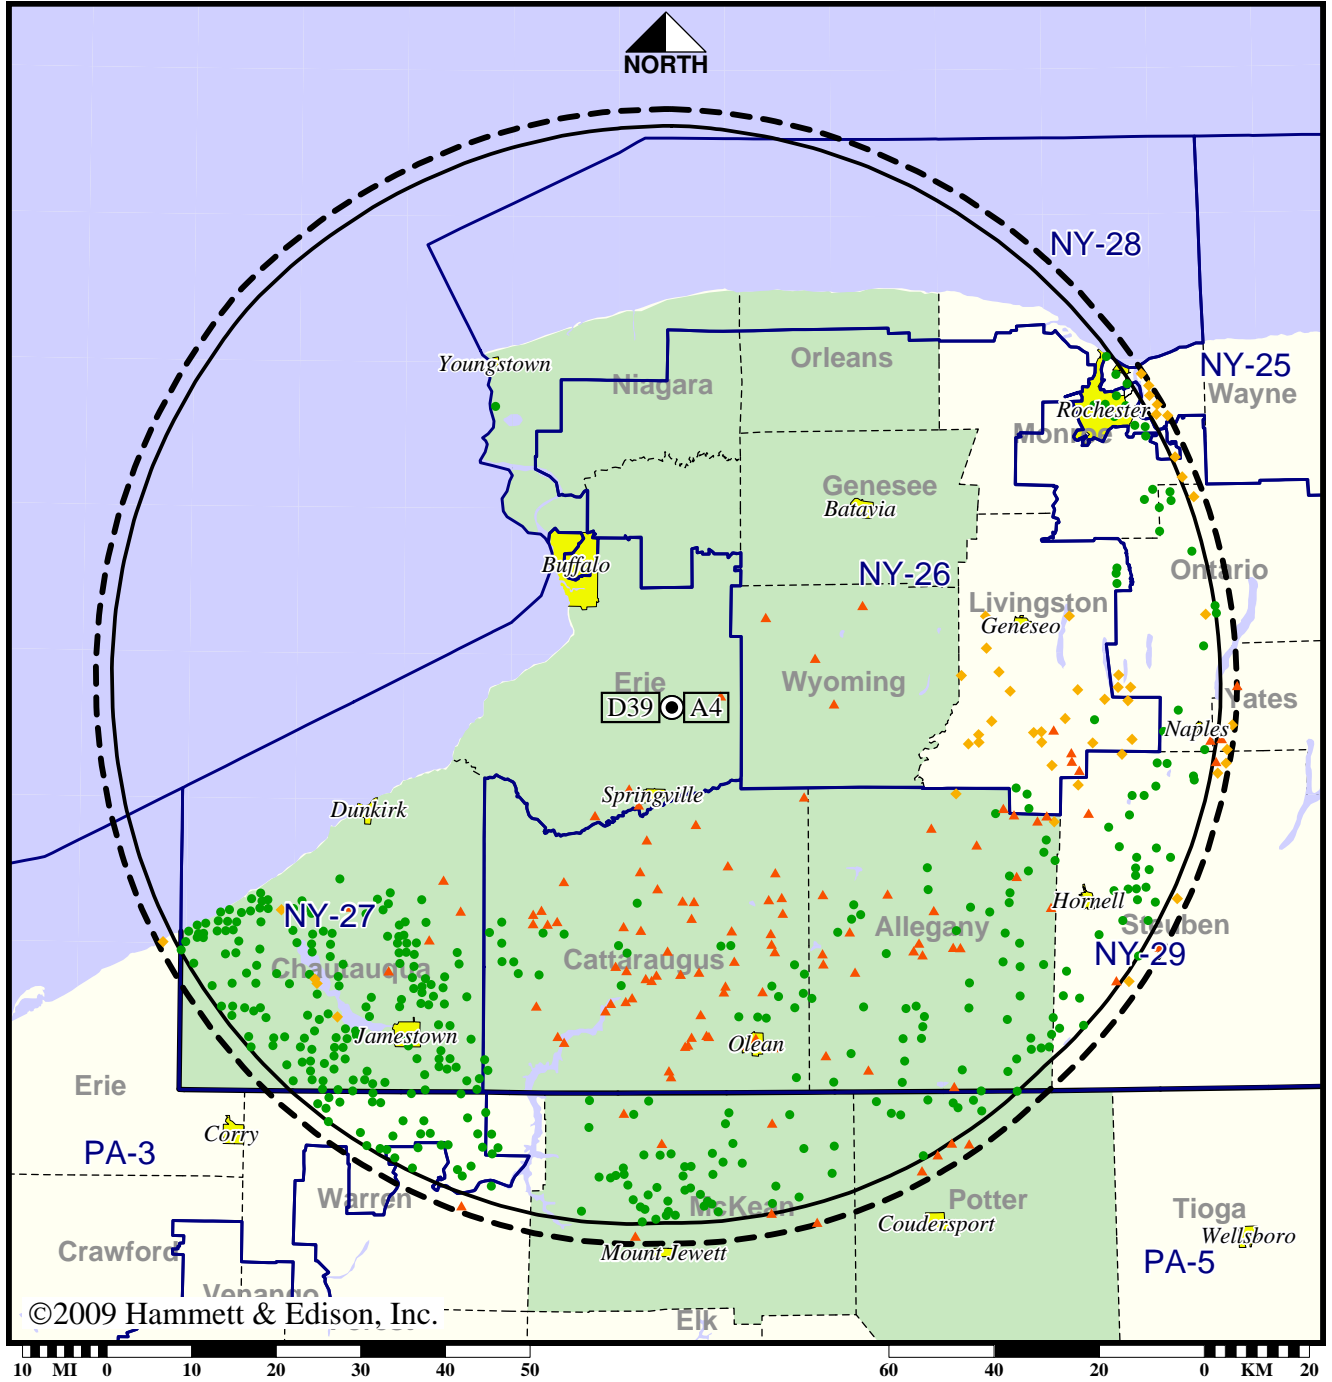 NORTH
NY-28
Youngstown
Orleans
NY-25
Niagara
Wayne
Rochester
Monroe
Genesee
Batavia
Buffalo
NY-26
Ontario
Livingston
Geneseo
Erie
Wyoming
Yates
D39
A4
Naples
Springville
Dunkirk
Hornell
NY-27
Allegany
Steuben
Cattaraugus
NY-29
Chautauqua
Jamestown
Olean
Erie
Corry
PA-3
Warren
McKean
Potter
Tioga
Coudersport
Wellsboro
Crawford
Mount-Jewett
PA-5
Venango
©2009 Hammett & Edison, Inc.
Elk
10 MI 0 10 20 30 40 50 60 40 20 0 KM 20